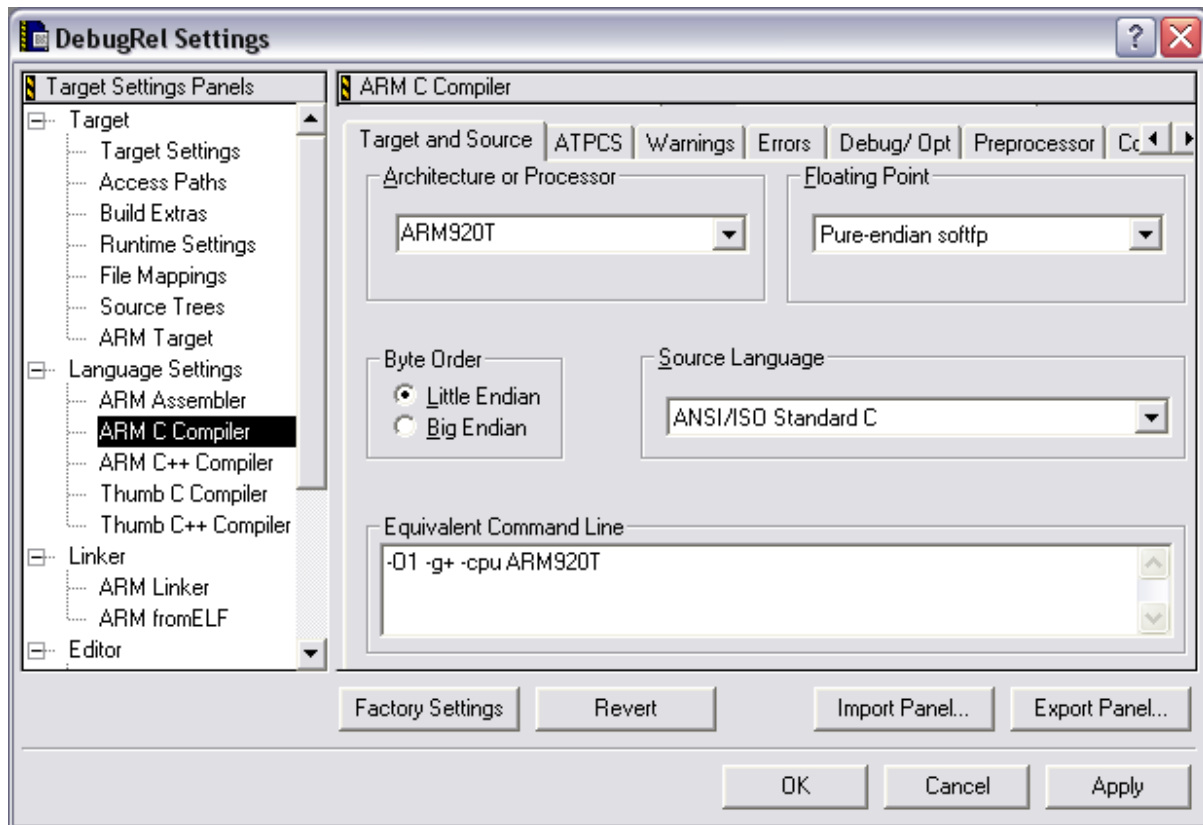 DebugRel Settings
Target Settings Panels
Target
Target Settings
Access Paths
Build Extras
Runtime Settings
File Mappings
Source Trees
ARM Target
Language Settings
ARM Assembler
ARM C Compiler
ARM C++ Compiler
Thumb C Compiler
Thumb C++ Compiler
Linker
ARM Linker
ARM fromELF
Editor
ARM C Compiler
Target and Source ATPCS Warnings Errors Debug/ Opt Preprocessor
Architecture or Processor
ARM920T
Floating Point
Pure-endian softfp
Byte Order
Little Endian
Big Endian
Source Language
ANSI/ISO Standard C
Equivalent Command Line
-O1 -g+ -cpu ARM920T
Factory Settings Revert Import Panel... Export Panel...
OK Cancel Apply